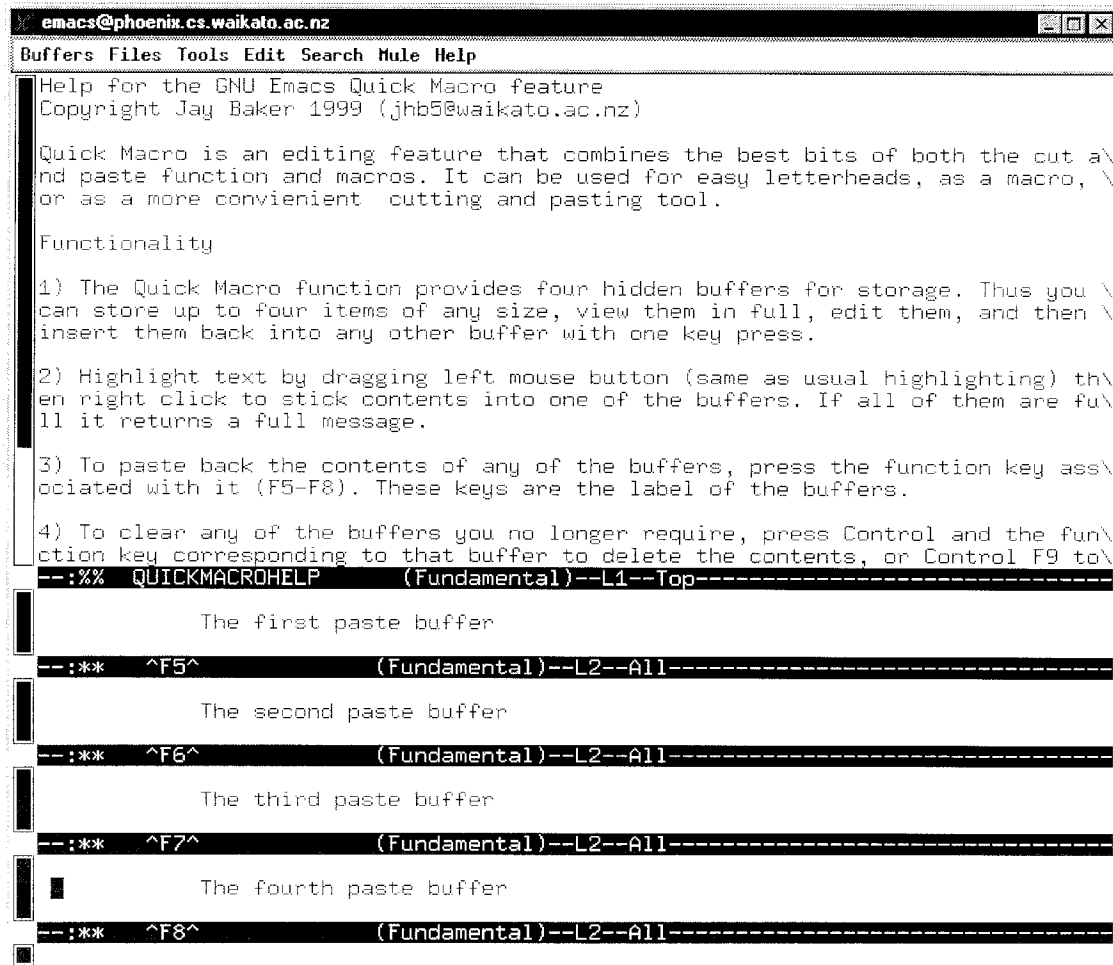 emacs@phoenix.cs.waikato.ac.nz
Buffers Files Tools Edit Search Mule Help
Help for the GNU Emacs Quick Macro feature
Copyright Jay Baker 1999 (jhb5@waikato.ac.nz)
Quick Macro is an editing feature that combines the best bits of both the cut a\
nd paste function and macros. It can be used for easy letterheads, as a macro, \
or as a more convienient  cutting and pasting tool.
Functionality
1) The Quick Macro function provides four hidden buffers for storage. Thus you \
can store up to four items of any size, view them in full, edit them, and then \
insert them back into any other buffer with one key press.
2) Highlight text by dragging left mouse button (same as usual highlighting) th\
en right click to stick contents into one of the buffers. If all of them are fu\
ll it returns a full message.
3) To paste back the contents of any of the buffers, press the function key ass\
ociated with it (F5-F8). These keys are the label of the buffers.
4) To clear any of the buffers you no longer require, press Control and the fun\
ction key corresponding to that buffer to delete the contents, or Control F9 to\
--:%%  QUICKMACROHELP      (Fundamental)--L1--Top--------------------------------
The first paste buffer
--:**  ^F5^            (Fundamental)--L2--All----------------------------------
The second paste buffer
--:**  ^F6^            (Fundamental)--L2--All----------------------------------
The third paste buffer
--:**  ^F7^            (Fundamental)--L2--All----------------------------------
The fourth paste buffer
--:**  ^F8^            (Fundamental)--L2--All----------------------------------